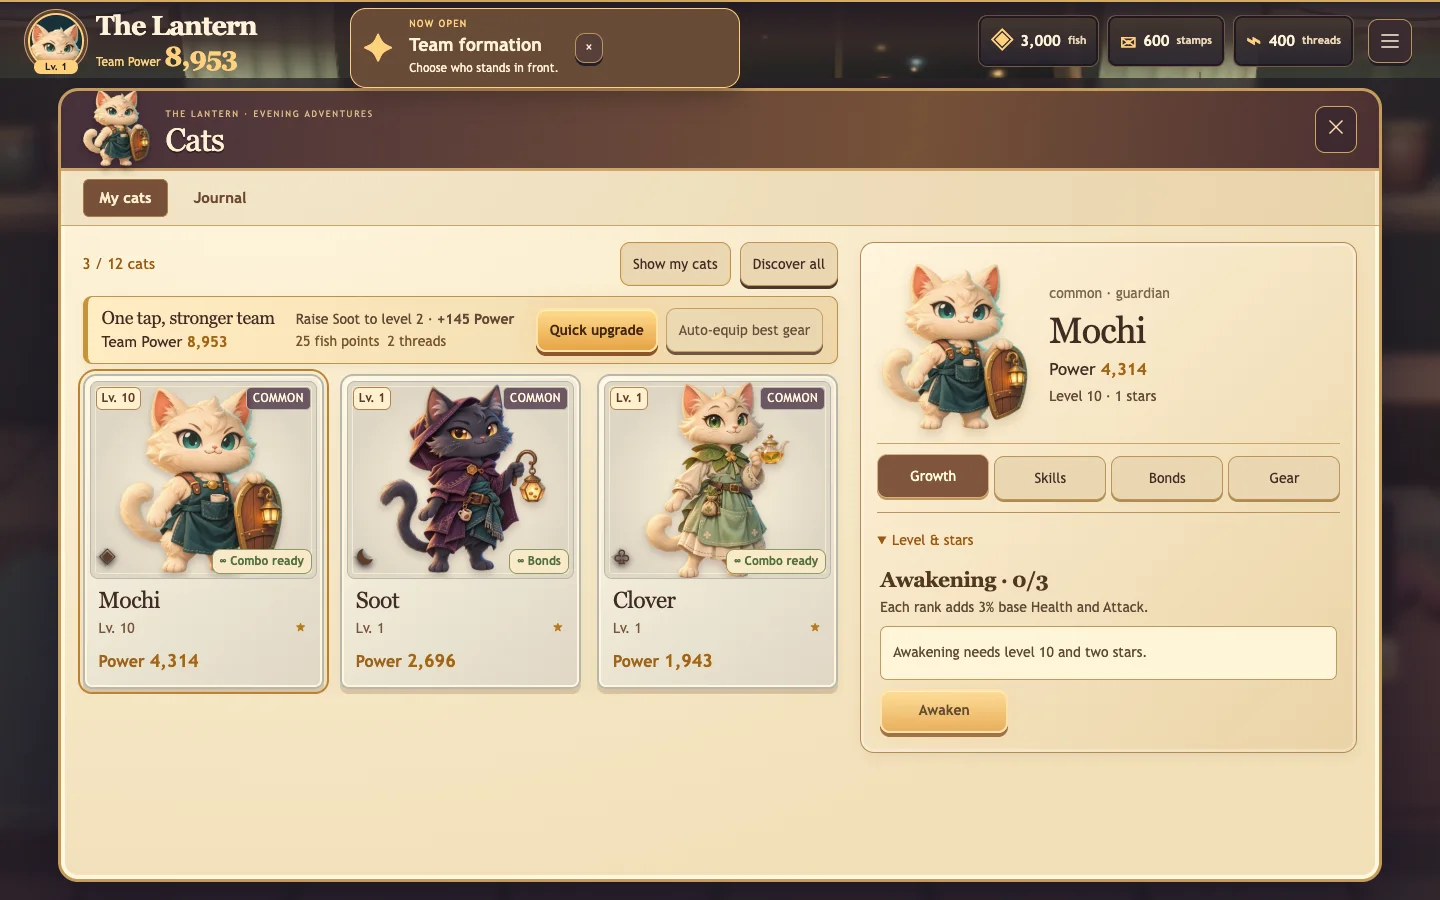 The Lantern
Lv. 1
Team Power 8,953
NOW OPEN
Team formation
Choose who stands in front.
×
3,000 fish
600 stamps
400 threads
THE LANTERN · EVENING ADVENTURES
Cats
My cats
Journal
3 / 12 cats
Show my cats
Discover all
One tap, stronger team
Team Power 8,953
Raise Soot to level 2 · +145 Power
25 fish points 2 threads
Quick upgrade
Auto-equip best gear
Lv. 10
COMMON
∞ Combo ready
Mochi
Lv. 10
Power 4,314
Lv. 1
COMMON
∞ Bonds
Soot
Lv. 1
Power 2,696
Lv. 1
COMMON
∞ Combo ready
Clover
Lv. 1
Power 1,943
common · guardian
Mochi
Power 4,314
Level 10 · 1 stars
Growth
Skills
Bonds
Gear
▼ Level & stars
Awakening · 0/3
Each rank adds 3% base Health and Attack.
Awakening needs level 10 and two stars.
Awaken